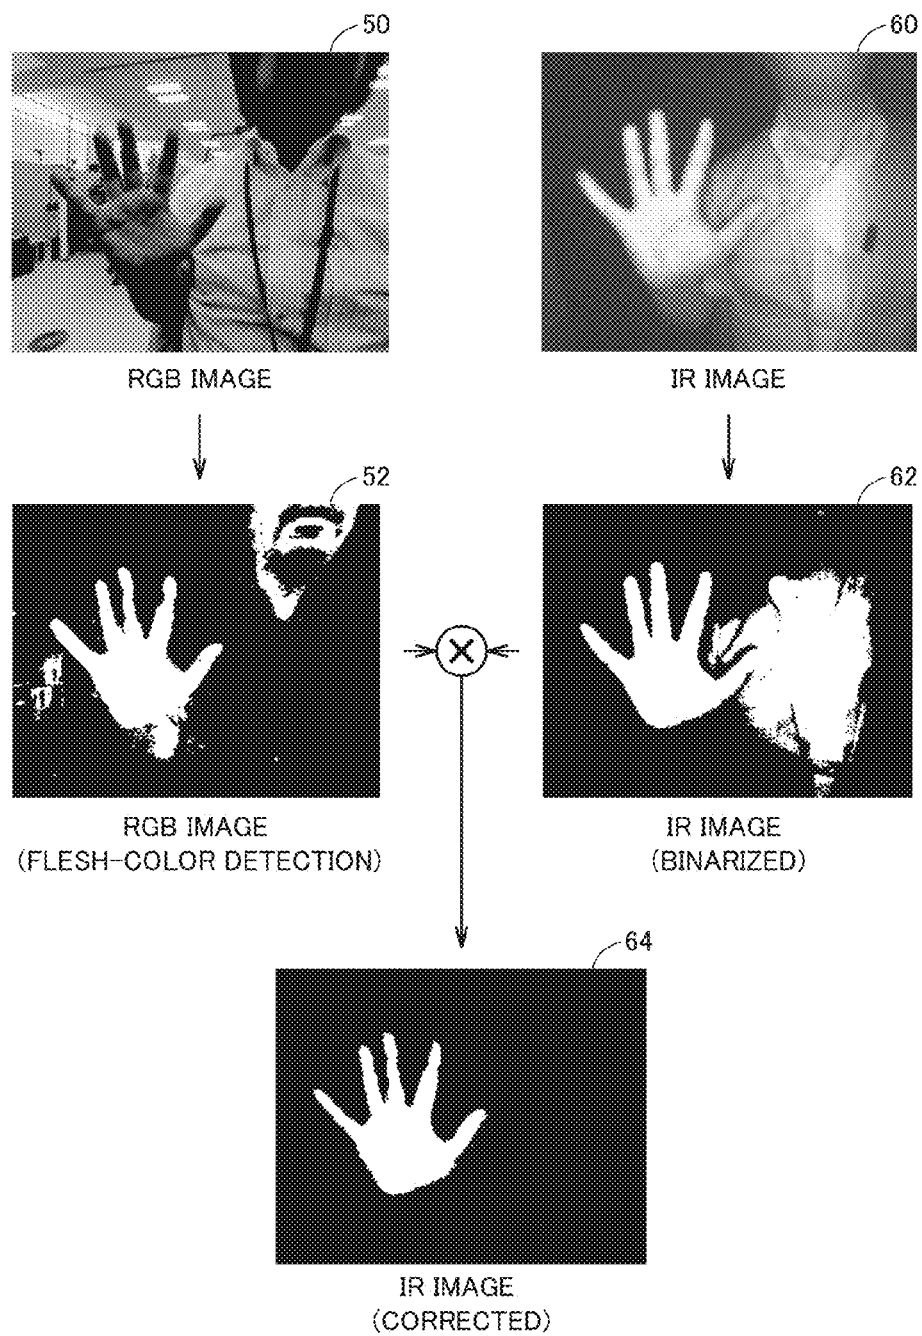 50
60
RGB IMAGE
IR IMAGE
52
62
RGB IMAGE
(FLESH-COLOR DETECTION)
IR IMAGE
(BINARIZED)
64
IR IMAGE
(CORRECTED)